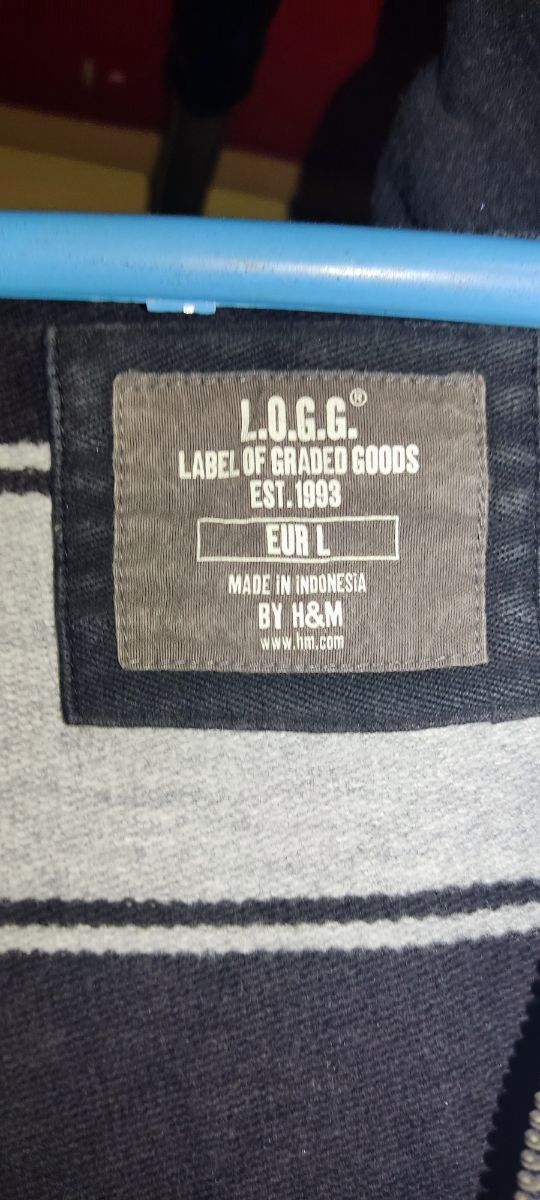 L.O.G.G.®
LABEL OF GRADED GOODS
EST. 1993
EUR L
MADE IN INDONESIA
BY H&M
www.hm.com